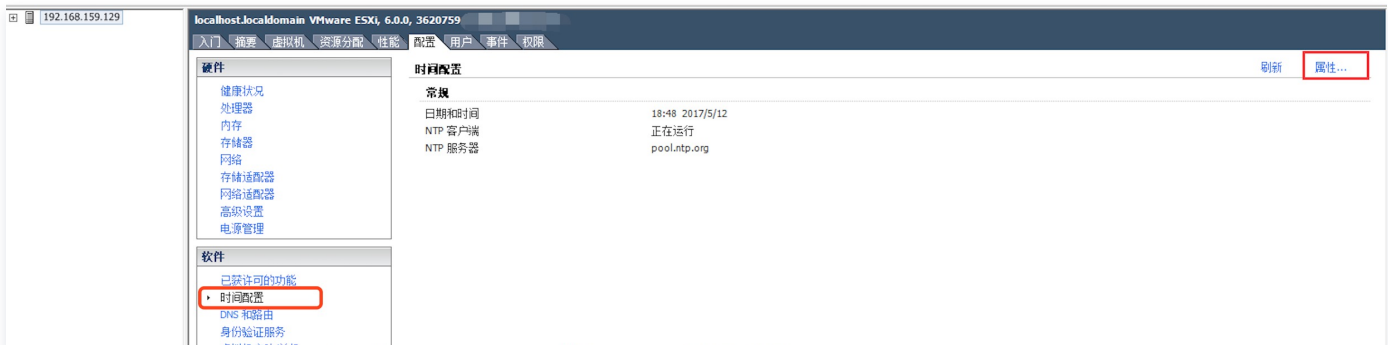 192.168.159.129
localhost.localdomain VMware ESXi, 6.0.0, 3620759
入门 摘要 虚拟机 资源分配 性能 配置 用户 事件 权限
硬件
健康状况
处理器
内存
存储器
网络
存储适配器
网络适配器
高级设置
电源管理
软件
已获许可的功能
时间配置
DNS 和路由
身份验证服务
时间配置
刷新 属性...
常规
日期和时间 18:48 2017/5/12
NTP 客户端 正在运行
NTP 服务器 pool.ntp.org